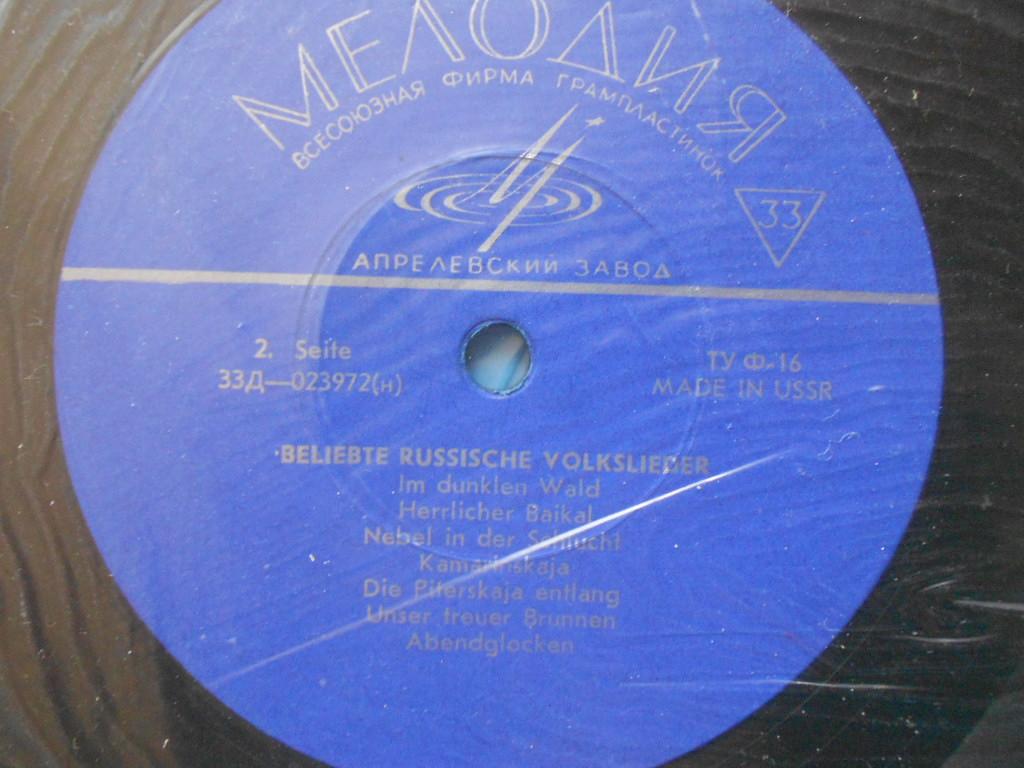 МЕЛОДИЯ
ВСЕСОЮЗНАЯ ФИРМА ГРАМПЛАСТИНОК
33
АПРЕЛЕВСКИЙ ЗАВОД
2. Seite
33Д—023972(н)
ТУ Ф-16
MADE IN USSR
BELIEBTE RUSSISCHE VOLKSLIEDER
Im dunklen Wald
Herrlicher Baikal
Nebel in der Schlucht
Kamarinskaja
Die Piterskaja entlang
Unser treuer Brunnen
Abendglocken